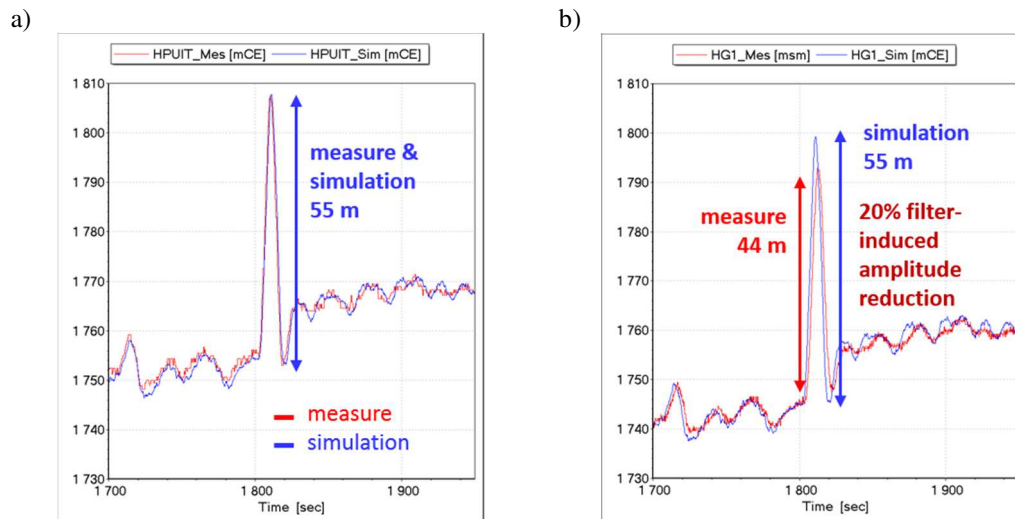 a)
HPUIT_Mes [mCE] HPUIT_Sim [mCE]
1 810
1 800
1 790
1 780
1 770
1 760
1 750
1 740
1 730
measure &
simulation
55 m
measure
simulation
1 700 1 800 1 900
Time [sec]
b)
HG1_Mes [msm] HG1_Sim [mCE]
1 810
1 800
1 790
1 780
1 770
1 760
1 750
1 740
1 730
measure
44 m
simulation
55 m
20% filter-
induced
amplitude
reduction
1 700 1 800 1 900
Time [sec]